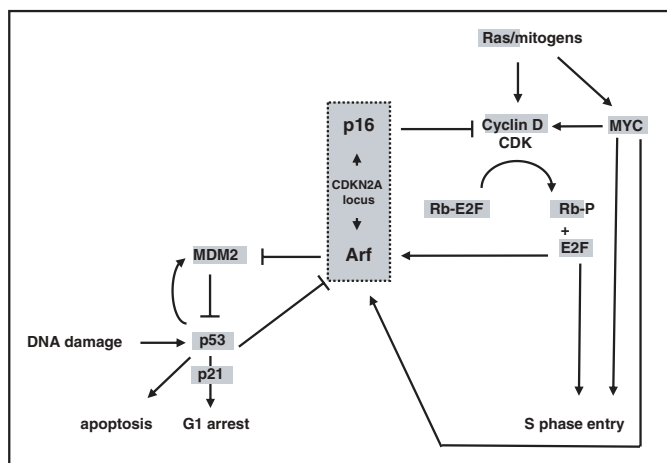 Ras/mitogens
p16
Cyclin D
CDK
MYC
CDKN2A
locus
Rb-E2F
Rb-P
+
E2F
Arf
MDM2
DNA damage
p53
p21
apoptosis
G1 arrest
S phase entry